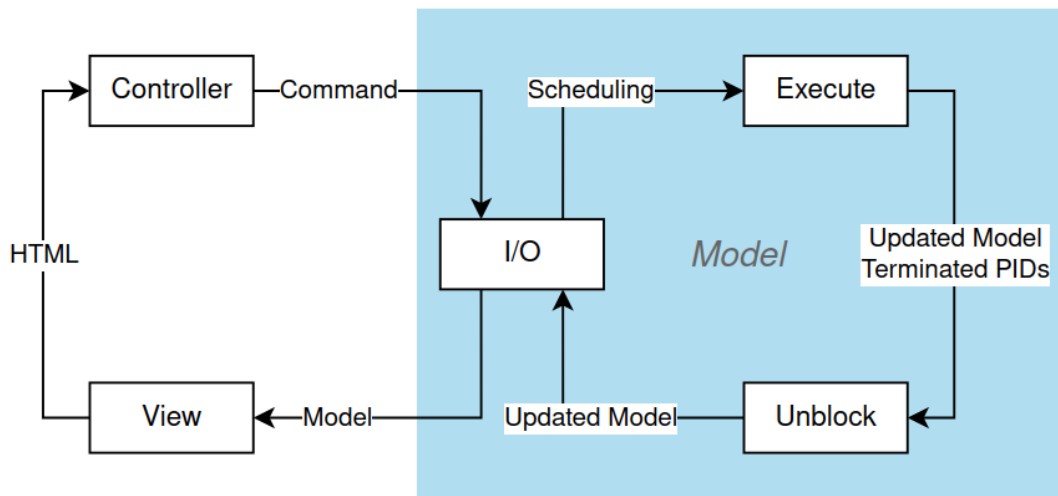 Controller
Command
Scheduling
Execute
HTML
I/O
Model
Updated Model
Terminated PIDs
View
Model
Updated Model
Unblock